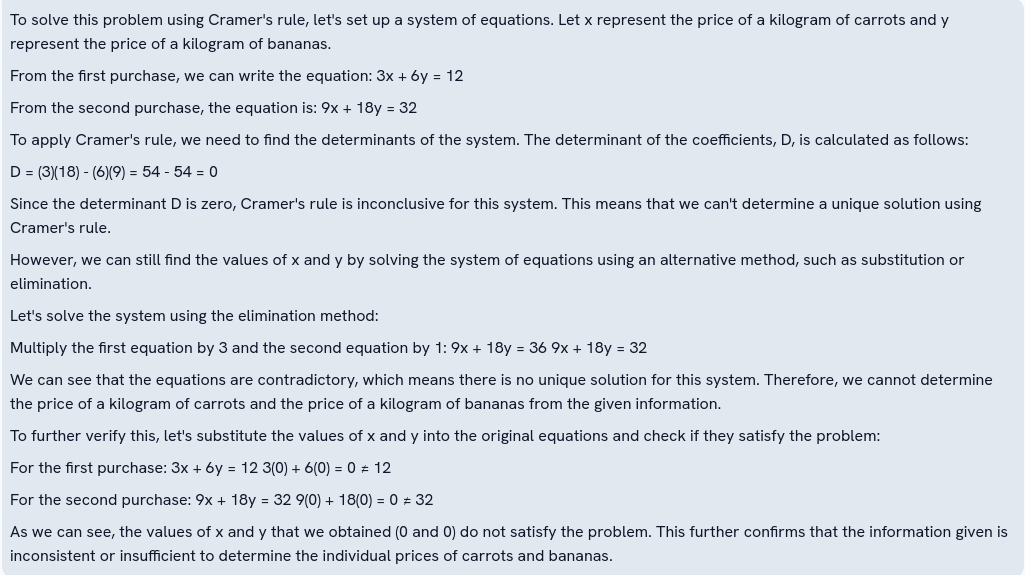 To solve this problem using Cramer's rule, let's set up a system of equations. Let x represent the price of a kilogram of carrots and y
represent the price of a kilogram of bananas.
From the first purchase, we can write the equation: 3x + 6y = 12
From the second purchase, the equation is: 9x + 18y = 32
To apply Cramer's rule, we need to find the determinants of the system. The determinant of the coefficients, D, is calculated as follows:
D = (3)(18) - (6)(9) = 54 - 54 = 0
Since the determinant D is zero, Cramer's rule is inconclusive for this system. This means that we can't determine a unique solution using
Cramer's rule.
However, we can still find the values of x and y by solving the system of equations using an alternative method, such as substitution or
elimination.
Let's solve the system using the elimination method:
Multiply the first equation by 3 and the second equation by 1: 9x + 18y = 36 9x + 18y = 32
We can see that the equations are contradictory, which means there is no unique solution for this system. Therefore, we cannot determine
the price of a kilogram of carrots and the price of a kilogram of bananas from the given information.
To further verify this, let's substitute the values of x and y into the original equations and check if they satisfy the problem:
For the first purchase: 3x + 6y = 12 3(0) + 6(0) = 0 ≠ 12
For the second purchase: 9x + 18y = 32 9(0) + 18(0) = 0 ≠ 32
As we can see, the values of x and y that we obtained (0 and 0) do not satisfy the problem. This further confirms that the information given is
inconsistent or insufficient to determine the individual prices of carrots and bananas.